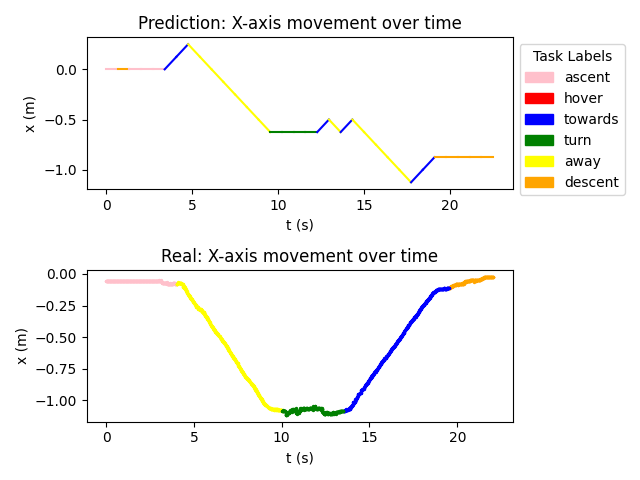 Prediction: X-axis movement over time
x (m)
0.0
−0.5
−1.0
0
5
10
15
20
t (s)
Task Labels
ascent
hover
towards
turn
away
descent
Real: X-axis movement over time
x (m)
0.00
−0.25
−0.50
−0.75
−1.00
0
5
10
15
20
t (s)